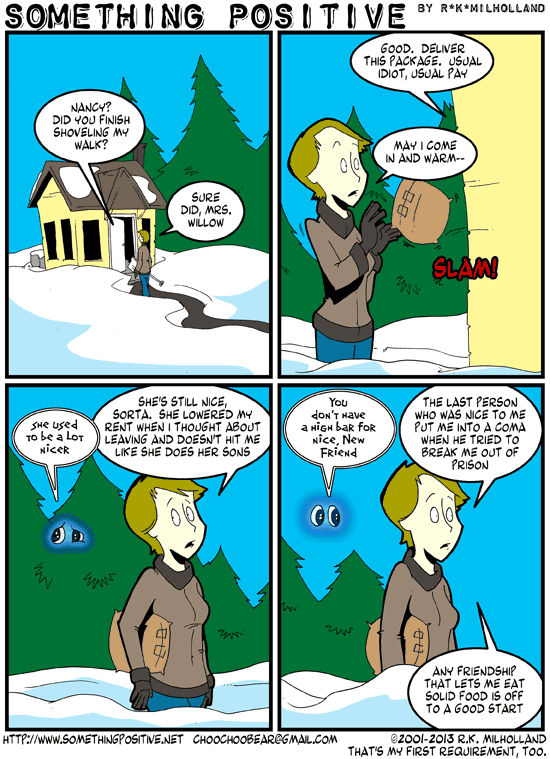 SOMETHING POSITIVE BY R*K*MILHOLLAND
NANCY?
DID YOU FINISH
SHOVELING MY
WALK?
SURE
DID, MRS.
WILLOW
GOOD. DELIVER
THIS PACKAGE. USUAL
IDIOT, USUAL PAY
MAY I COME
IN AND WARM--
SLAM!
SHE USED
TO BE A LOT
NICER
SHE'S STILL NICE,
SORTA. SHE LOWERED MY
RENT WHEN I THOUGHT ABOUT
LEAVING AND DOESN'T HIT ME
LIKE SHE DOES HER SONS
YOU
DON'T HAVE
A HIGH BAR FOR
NICE, NEW
FRIEND
THE LAST PERSON
WHO WAS NICE TO ME
PUT ME INTO A COMA
WHEN HE TRIED TO
BREAK ME OUT OF
PRISON
ANY FRIENDSHIP
THAT LETS ME EAT
SOLID FOOD IS OFF
TO A GOOD START
HTTP://WWW.SOMETHINGPOSITIVE.NET CHOOCHOOBEAR@GMAIL.COM ©2001-2013 R.K. MILHOLLAND
THAT'S MY FIRST REQUIREMENT, TOO.